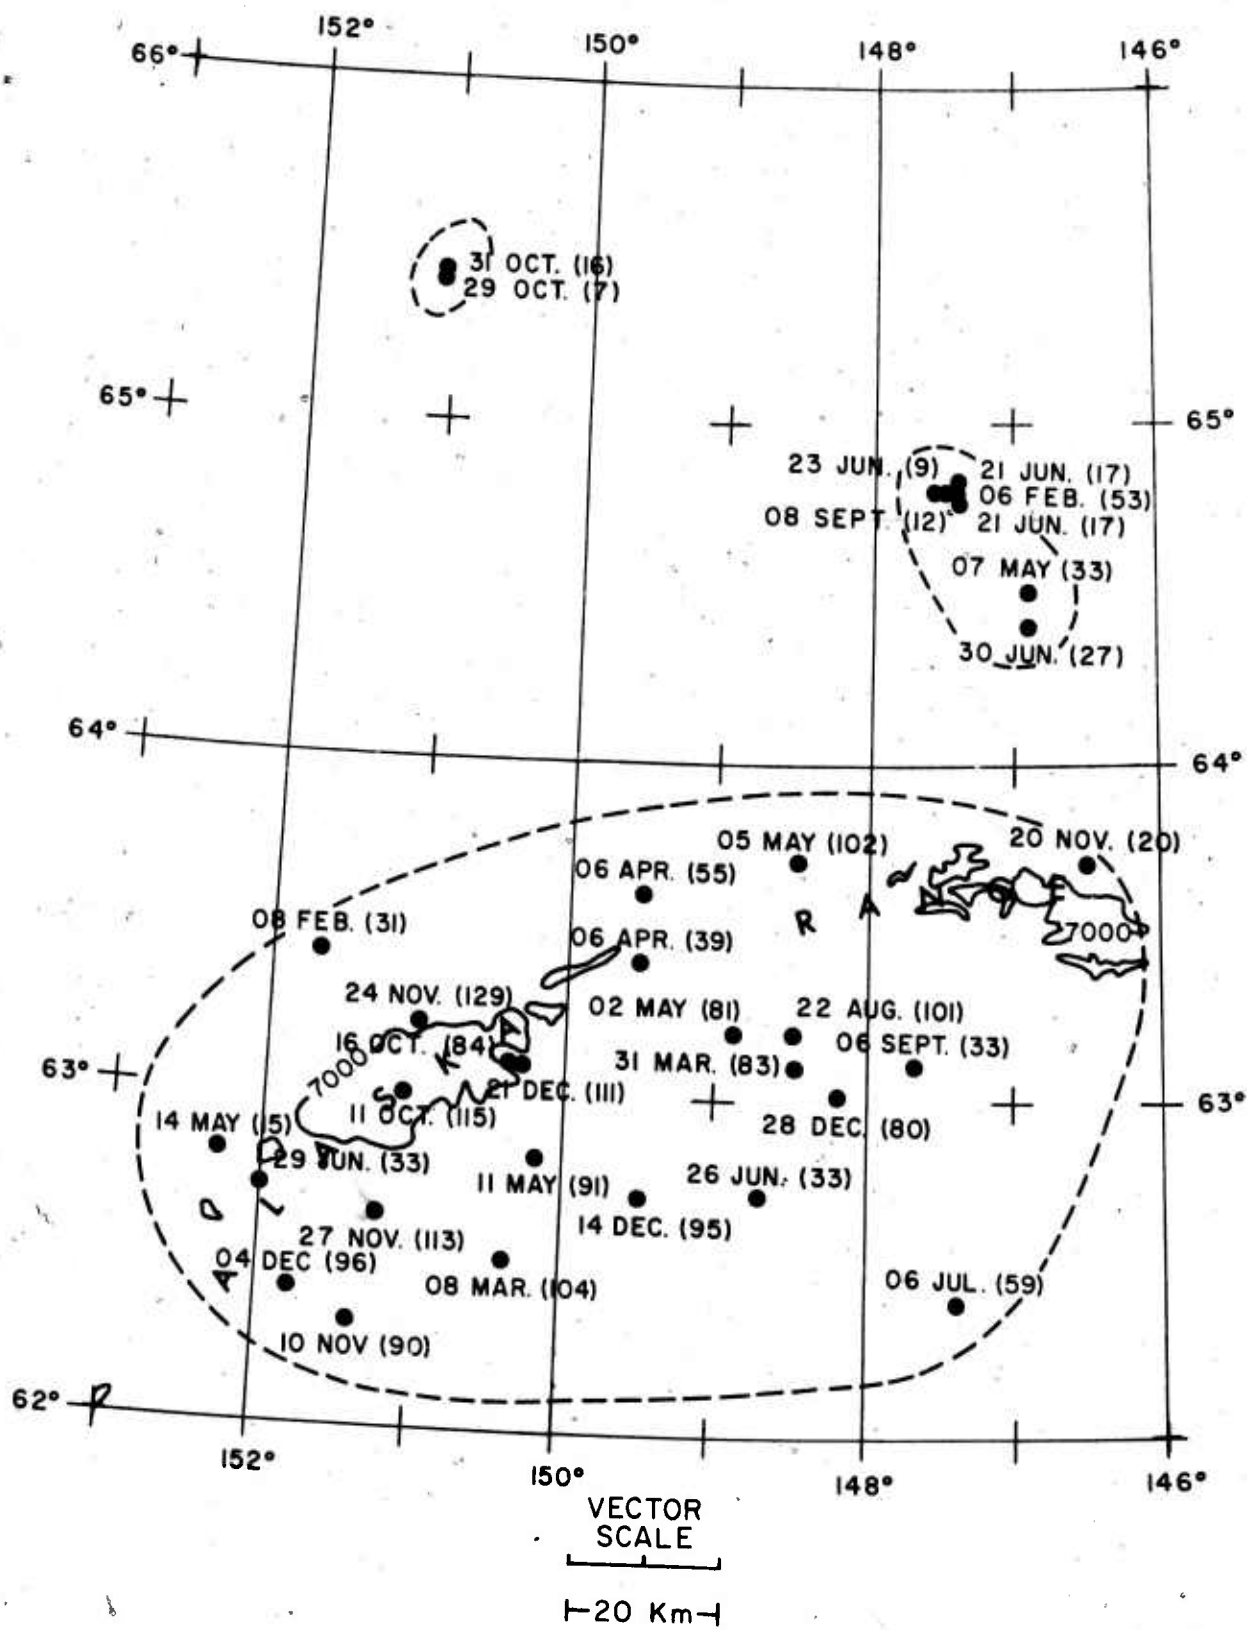 152°
150°
148°
146°
66°
31 OCT. (16)
29 OCT. (7)
65°
65°
23 JUN. (9)
21 JUN. (17)
06 FEB. (53)
08 SEPT. (12)
21 JUN. (17)
07 MAY (33)
30 JUN. (27)
64°
64°
05 MAY (102)
20 NOV. (20)
06 APR. (55)
08 FEB. (31)
06 APR. (39)
7000
24 NOV. (129)
02 MAY (81)
22 AUG. (101)
16 OCT. (84)
06 SEPT. (33)
7000
31 MAR. (83)
63°
21 DEC. (111)
63°
14 MAY (15)
11 OCT. (115)
28 DEC. (80)
29 JUN. (33)
11 MAY (91)
26 JUN. (33)
14 DEC. (95)
27 NOV. (113)
04 DEC (96)
08 MAR. (104)
06 JUL. (59)
10 NOV (90)
ALASKA RANGE
62°
152°
150°
148°
146°
VECTOR
SCALE
20 Km